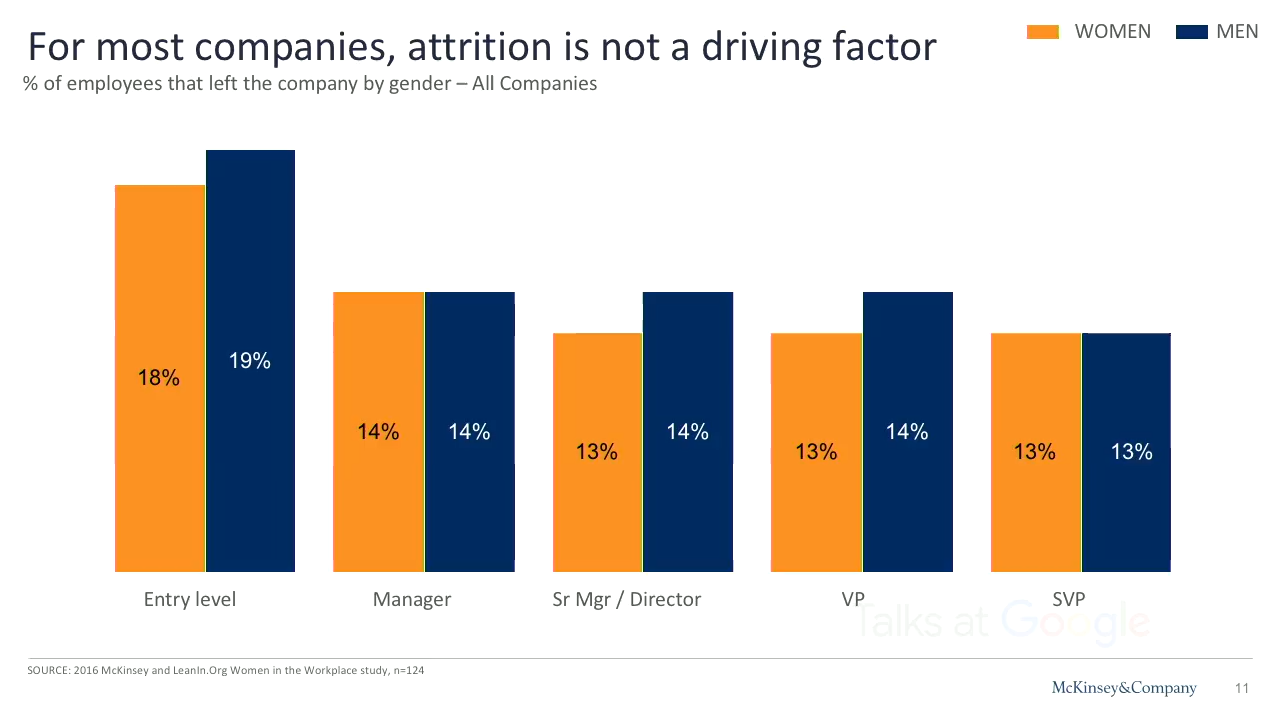 For most companies, attrition is not a driving factor
WOMEN MEN
% of employees that left the company by gender – All Companies
18% 19% 14% 14% 13% 14% 13% 14% 13% 13%
Entry level Manager Sr Mgr / Director VP SVP
Talks at Google
SOURCE: 2016 McKinsey and LeanIn.Org Women in the Workplace study, n=124
McKinsey&Company 11